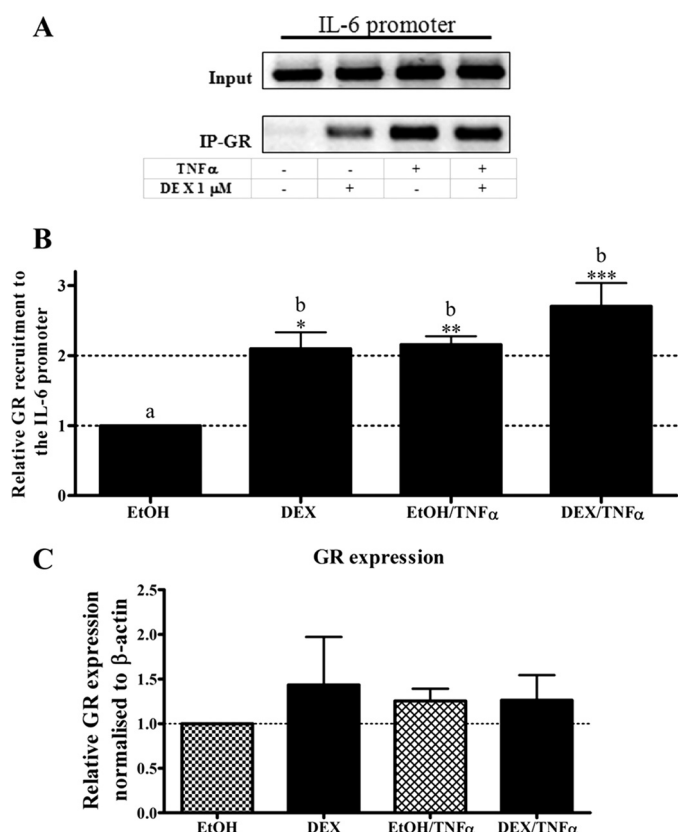 A
IL-6 promoter
Input
IP-GR
TNFα - - + +
DEX 1 μM - + - +
B
Relative GR recruitment to
the IL-6 promoter
3
2
1
0
a
b
*
b
**
b
***
EtOH DEX EtOH/TNFα DEX/TNFα
C
GR expression
Relative GR expression
normalised to β-actin
2.5
2.0
1.5
1.0
0.5
0.0
EtOH DEX EtOH/TNFα DEX/TNFα